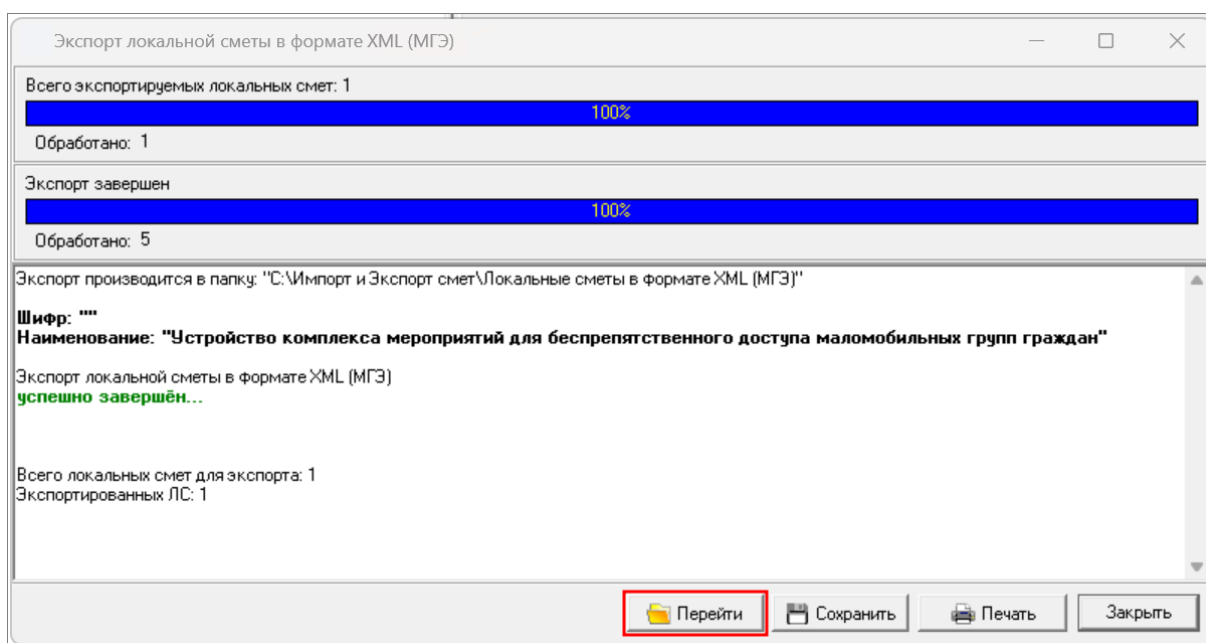 Экспорт локальной сметы в формате XML (МГЭ)
Всего экспортируемых локальных смет: 1
100%
Обработано: 1
Экспорт завершен
100%
Обработано: 5
Экспорт производится в папку: "C:\Импорт и Экспорт смет\Локальные сметы в формате XML (МГЭ)"
Шифр: ""
Наименование: "Устройство комплекса мероприятий для беспрепятственного доступа маломобильных групп граждан"
Экспорт локальной сметы в формате XML (МГЭ)
успешно завершён...
Всего локальных смет для экспорта: 1
Экспортированных ЛС: 1
Перейти Сохранить Печать Закрыть